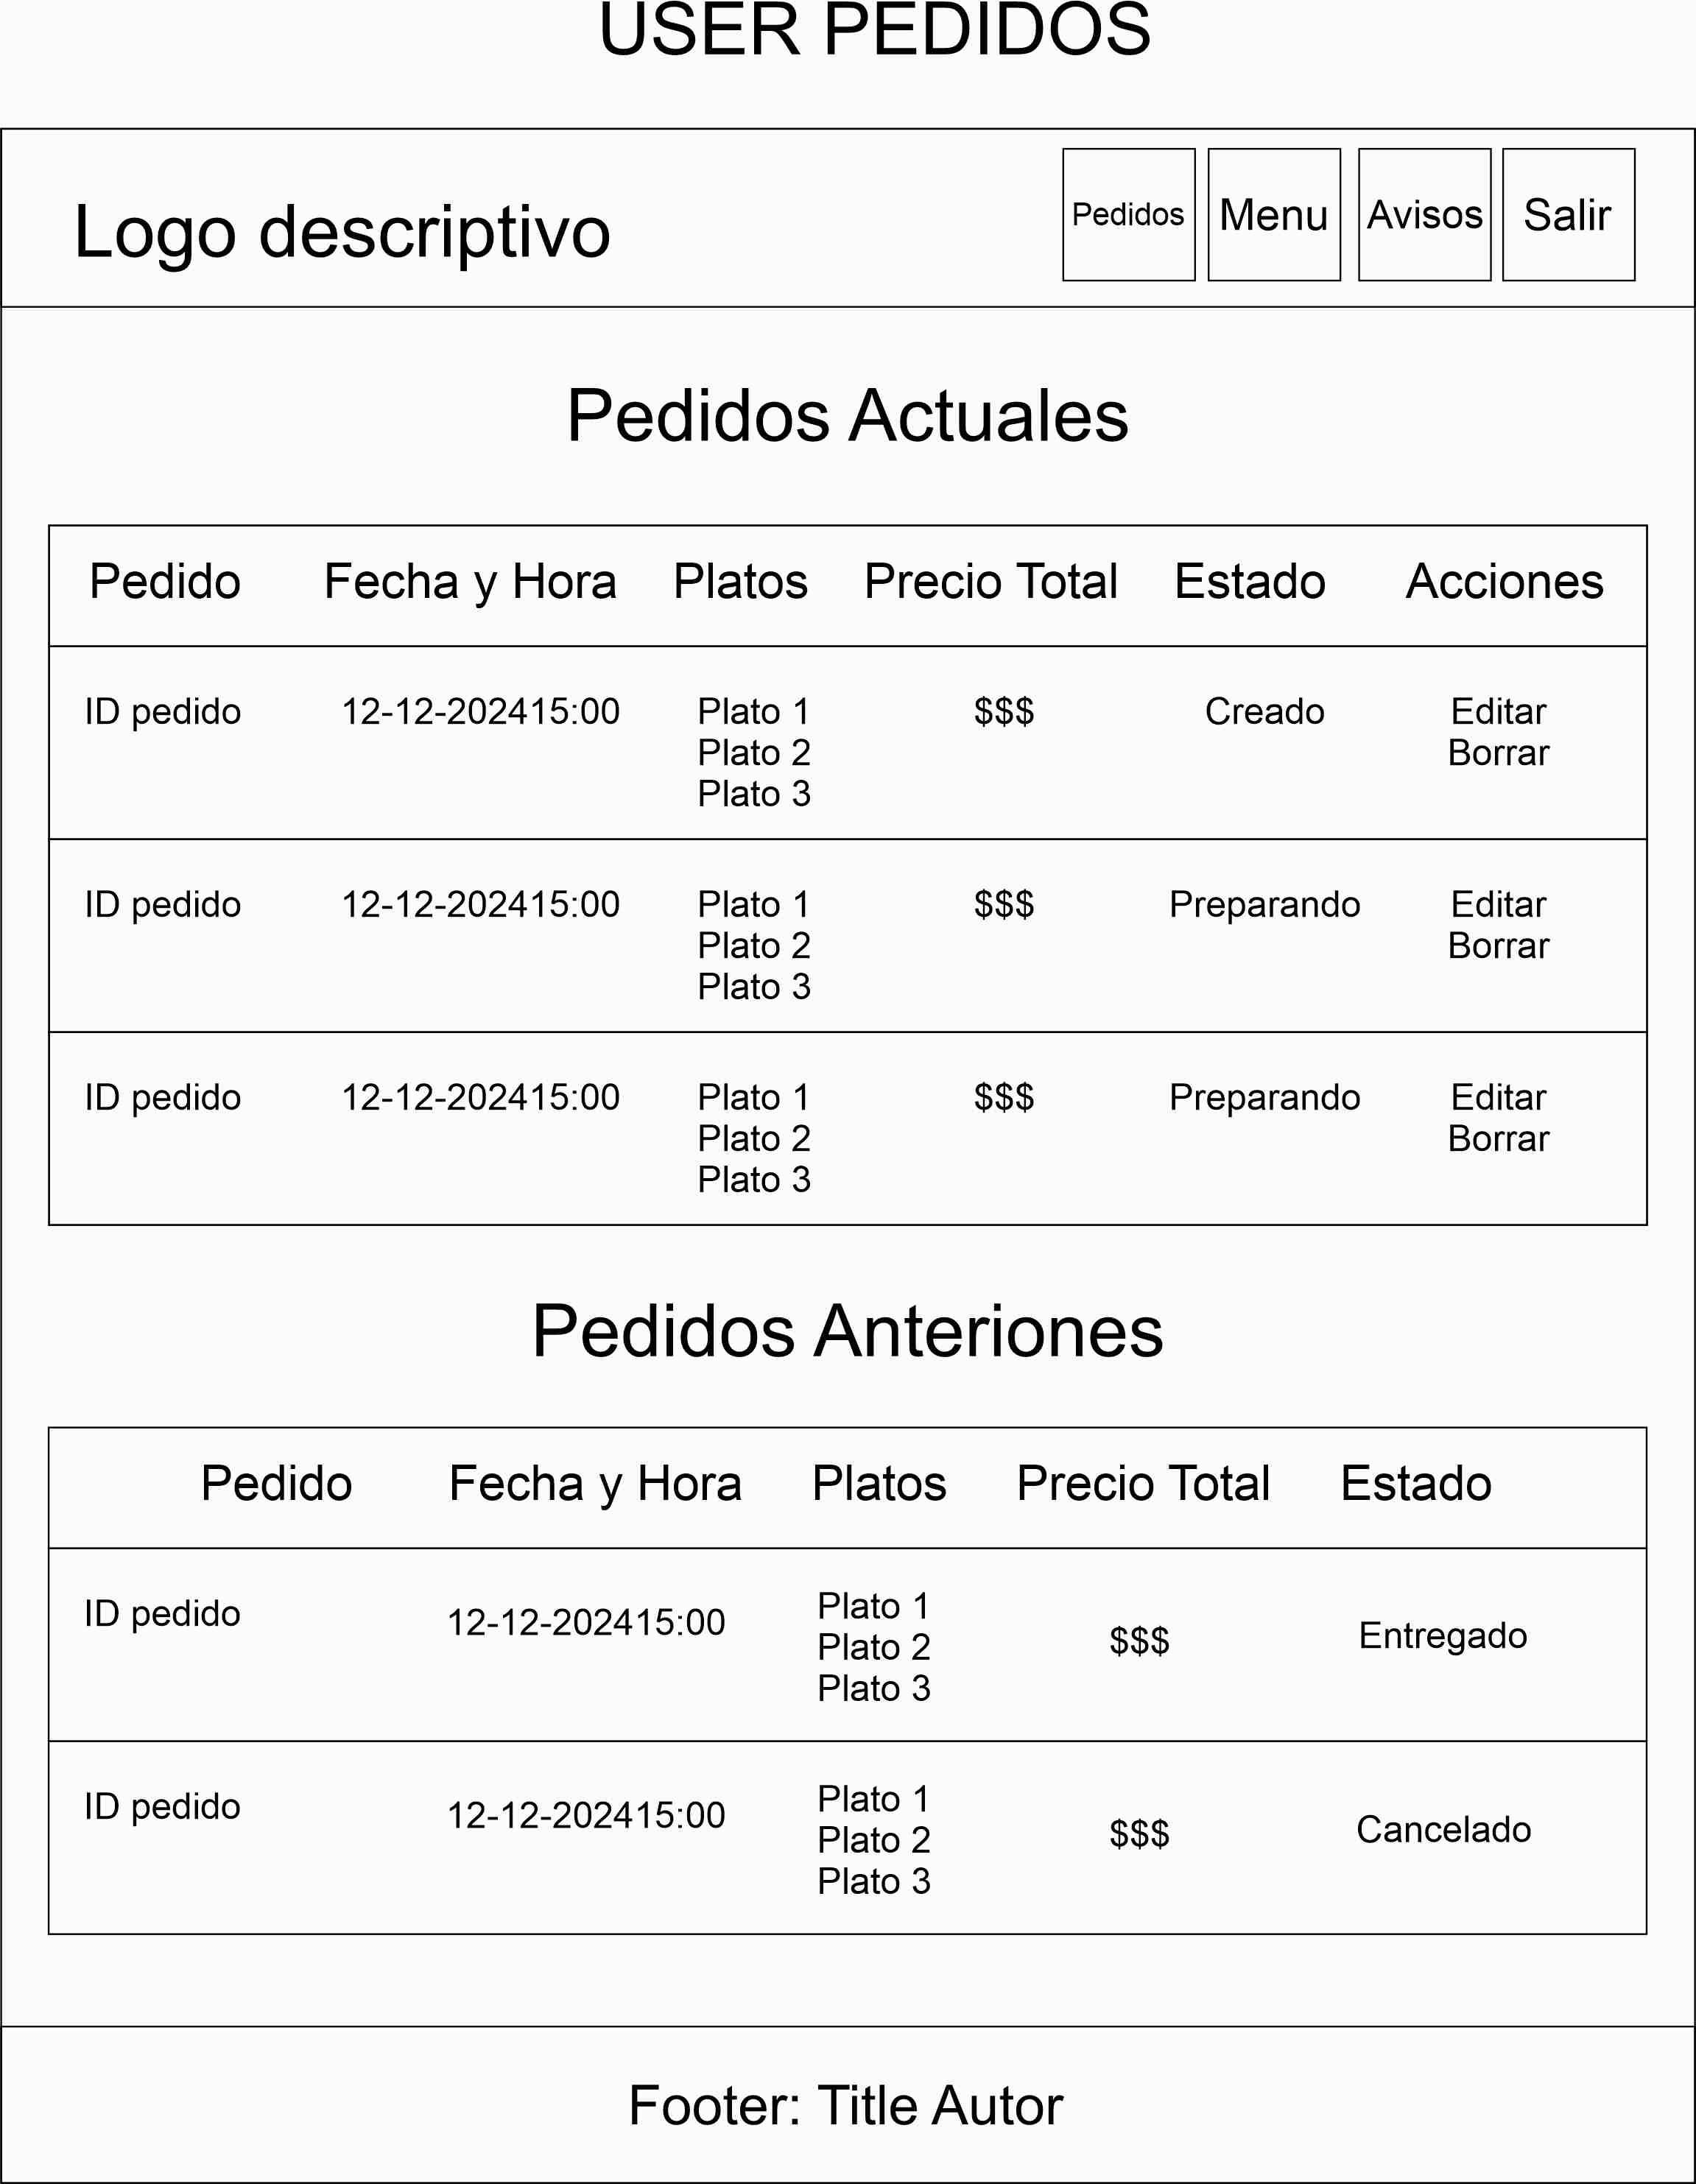 USER PEDIDOS
Logo descriptivo
Pedidos
Menu
Avisos
Salir
Pedidos Actuales
Pedido Fecha y Hora Platos Precio Total Estado Acciones
ID pedido 12-12-202415:00 Plato 1 $$$ Creado Editar
Plato 2 Borrar
Plato 3
ID pedido 12-12-202415:00 Plato 1 $$$ Preparando Editar
Plato 2 Borrar
Plato 3
ID pedido 12-12-202415:00 Plato 1 $$$ Preparando Editar
Plato 2 Borrar
Plato 3
Pedidos Anteriones
Pedido Fecha y Hora Platos Precio Total Estado
ID pedido 12-12-202415:00 Plato 1 $$$ Entregado
Plato 2
Plato 3
ID pedido 12-12-202415:00 Plato 1 $$$ Cancelado
Plato 2
Plato 3
Footer: Title Autor